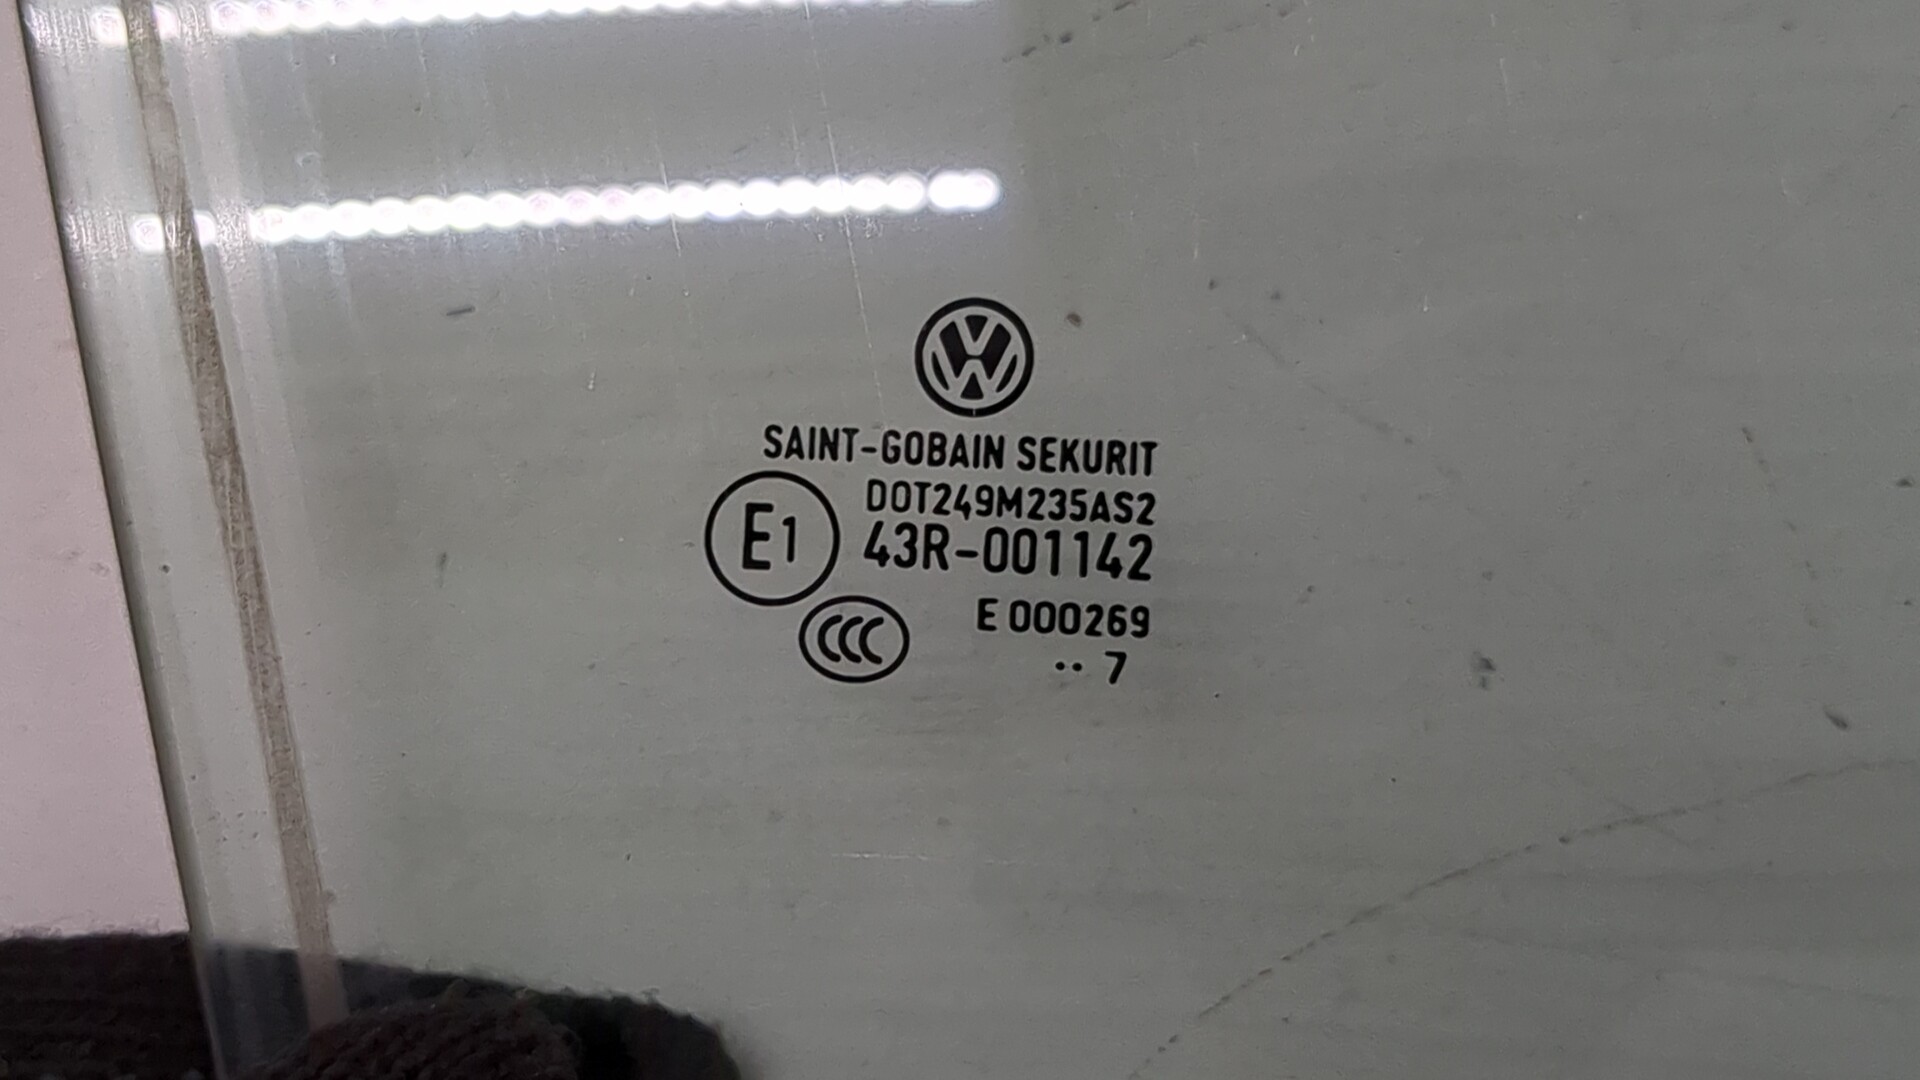 SAINT-GOBAIN SEKURIT
DOT249M235AS2
E1 43R-001142
CCC E 000269
·· 7